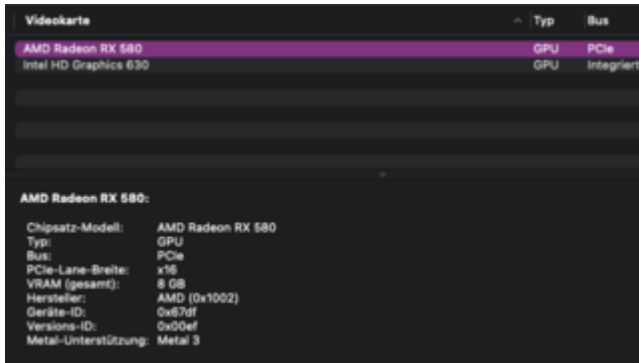 Videokarte Typ Bus
AMD Radeon RX 580 GPU PCIe
Intel HD Graphics 630 GPU Integriert
AMD Radeon RX 580:
Chipsatz-Modell: AMD Radeon RX 580
Typ: GPU
Bus: PCIe
PCIe-Lane-Breite: x16
VRAM (gesamt): 8 GB
Hersteller: AMD (0x1002)
Geräte-ID: 0x67df
Versions-ID: 0x00ef
Metal-Unterstützung: Metal 3